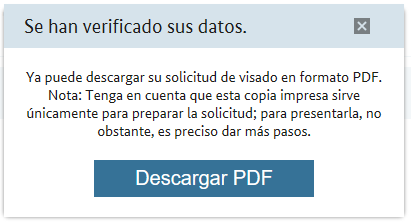 Se han verificado sus datos.
Ya puede descargar su solicitud de visado en formato PDF.
Nota: Tenga en cuenta que esta copia impresa sirve
únicamente para preparar la solicitud; para presentarla, no
obstante, es preciso dar más pasos.
Descargar PDF